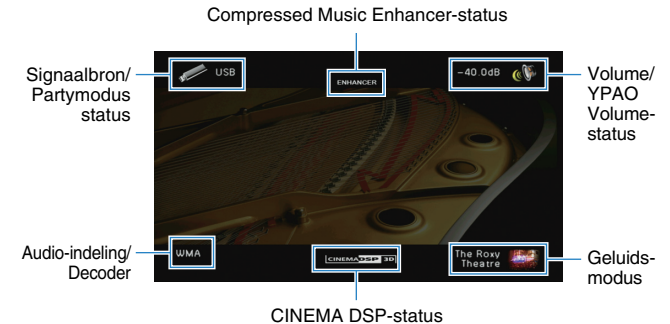 Compressed Music Enhancer-status
Signaalbron/
Partymodus
status
USB
ENHANCER
-40.0dB
Volume/
YPAO
Volume-
status
Audio-indeling/
Decoder
WMA
CINEMA DSP 3D
The Roxy
Theatre
Geluids-
modus
CINEMA DSP-status